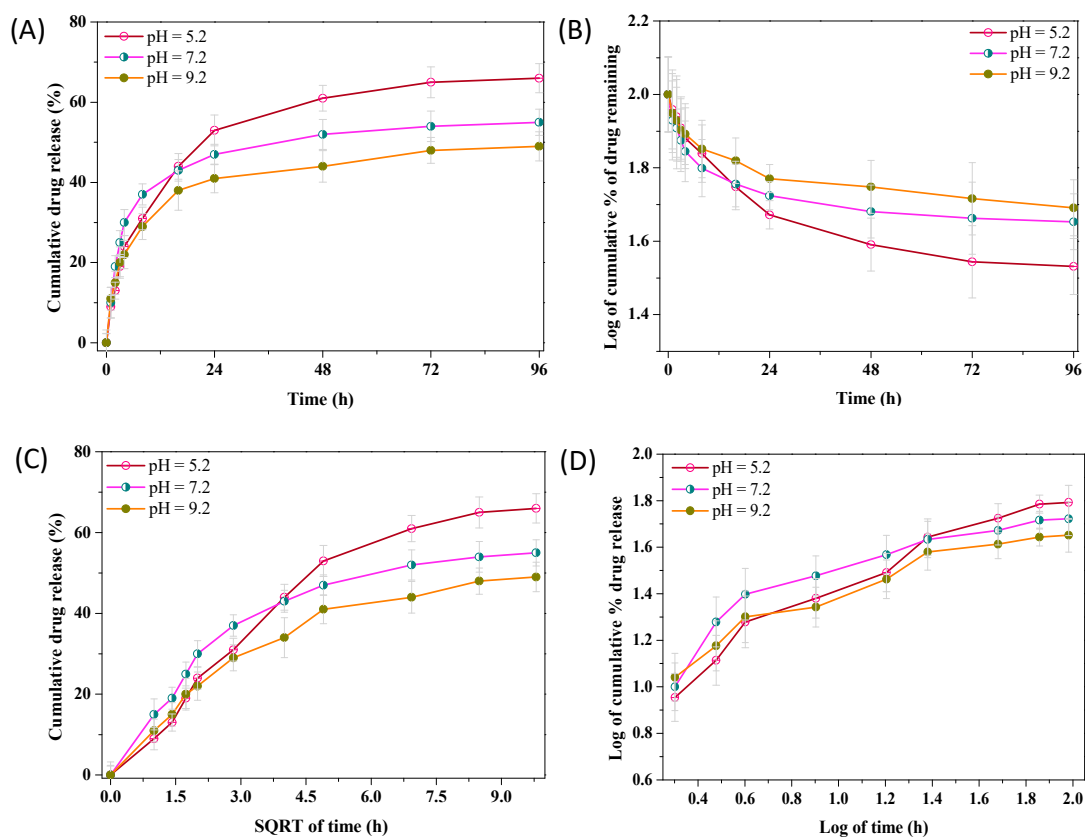 (A)
pH = 5.2
pH = 7.2
pH = 9.2
80
60
40
20
0
0 24 48 72 96
Cumulative drug release (%)
Time (h)
(B)
pH = 5.2
pH = 7.2
pH = 9.2
2.2
2.0
1.8
1.6
1.4
0 24 48 72 96
Log of cumulative % of drug remaining
Time (h)
(C)
pH = 5.2
pH = 7.2
pH = 9.2
80
60
40
20
0
0.0 1.5 3.0 4.5 6.0 7.5 9.0
Cumulative drug release (%)
SQRT of time (h)
(D)
pH = 5.2
pH = 7.2
pH = 9.2
2.0
1.8
1.6
1.4
1.2
1.0
0.8
0.6
0.4 0.6 0.8 1.0 1.2 1.4 1.6 1.8 2.0
Log of cumulative % drug release
Log of time (h)